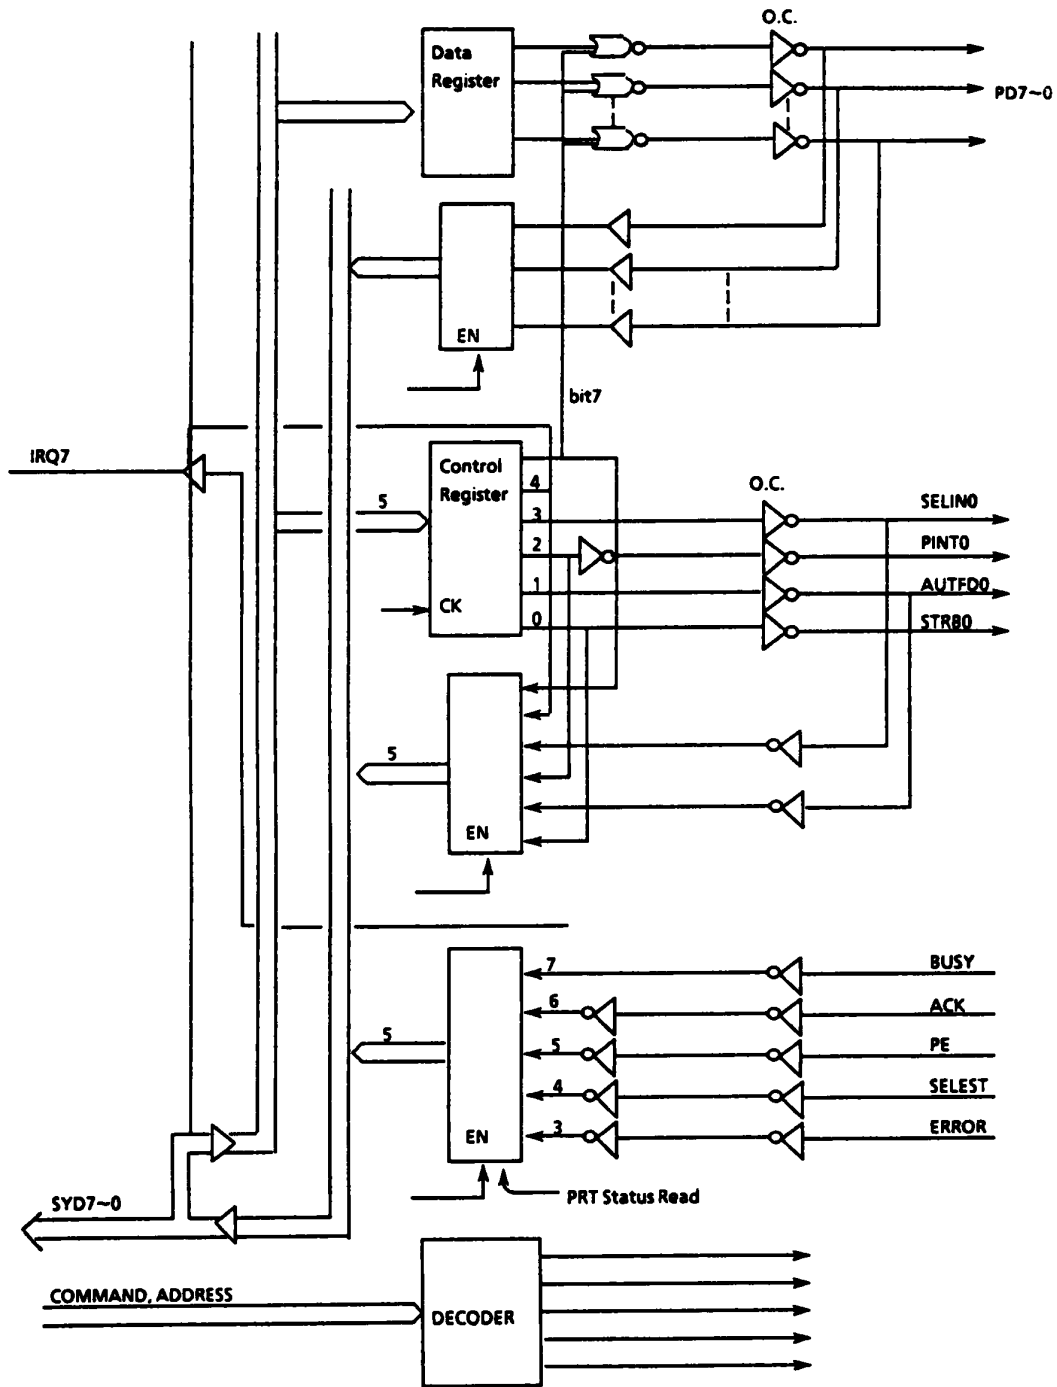 O.C.
Data
Register
PD7~0
EN
bit7
IRQ7
Control
Register
4
5
3
2
1
CK
0
O.C.
SELIN0
PINT0
AUTFD0
STRB0
5
EN
7
BUSY
6
ACK
5
5
PE
4
SELEST
EN
3
ERROR
PRT Status Read
SYD7~0
COMMAND, ADDRESS
DECODER